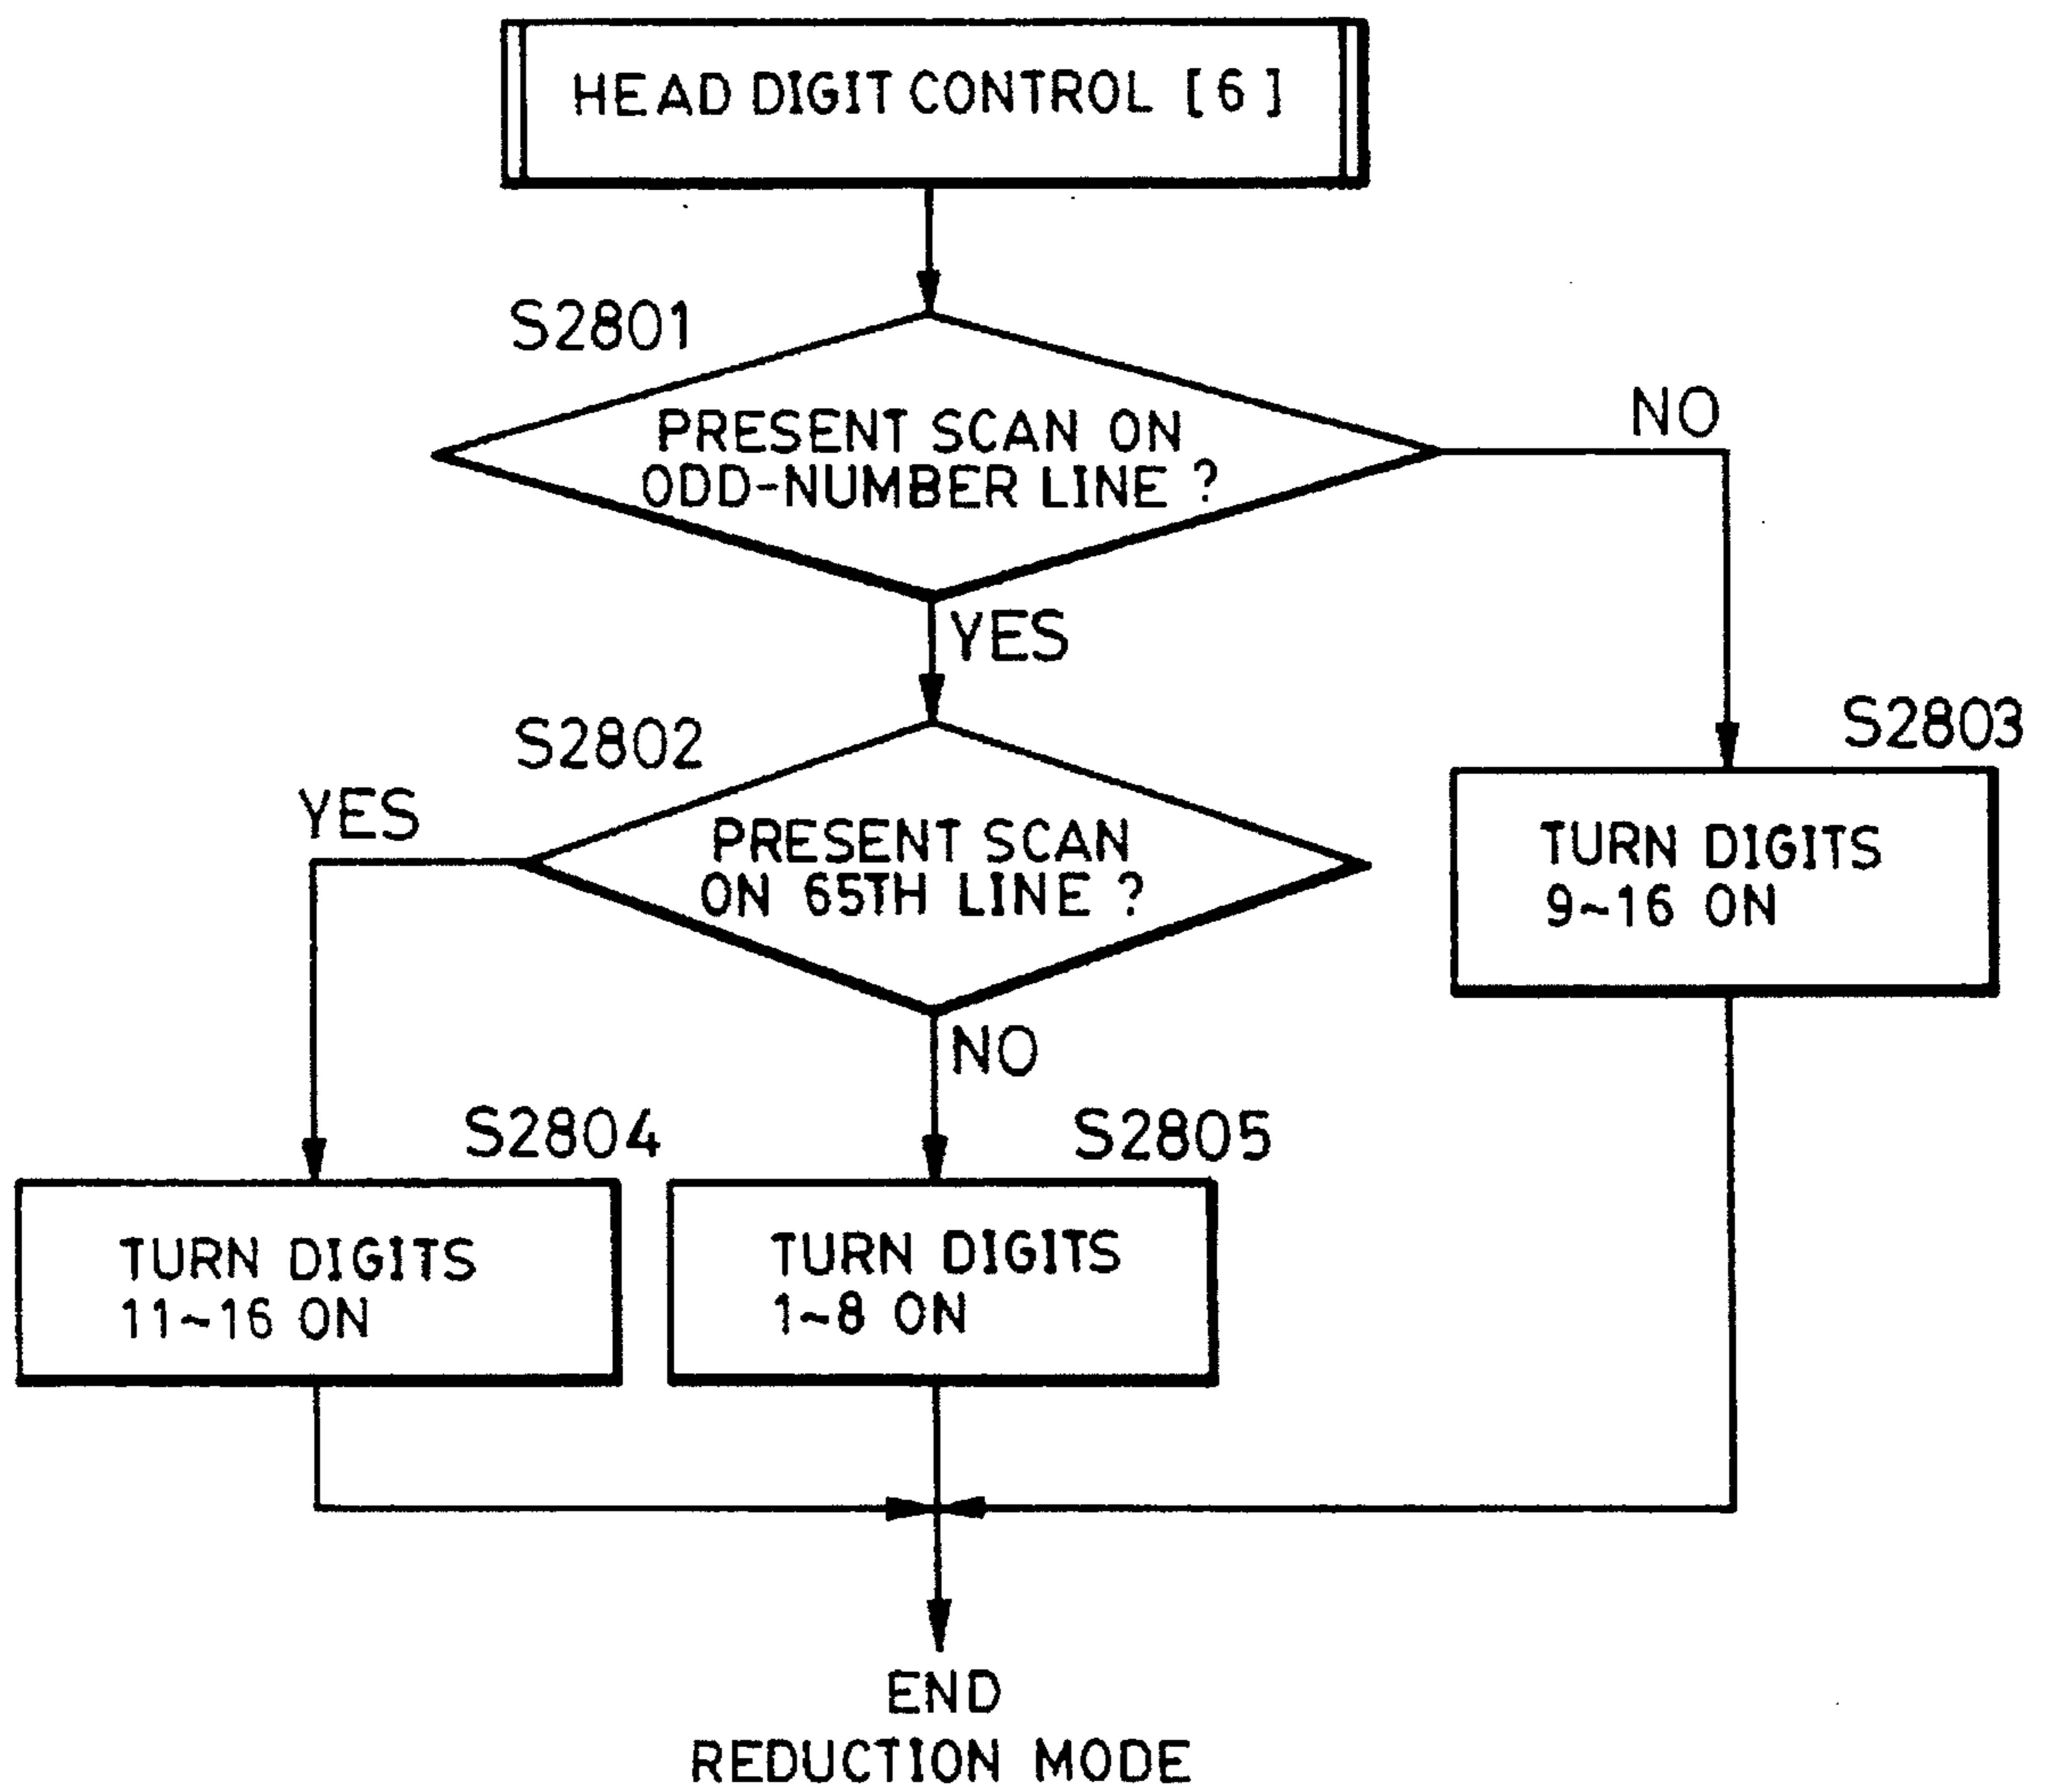 HEAD DIGIT CONTROL [6]
S2801
PRESENT SCAN ON
ODD-NUMBER LINE ?
NO
YES
S2802
S2803
YES
PRESENT SCAN
ON 65TH LINE ?
TURN DIGITS
9~16 ON
NO
S2804
S2805
TURN DIGITS
11~16 ON
TURN DIGITS
1~8 ON
END
REDUCTION MODE